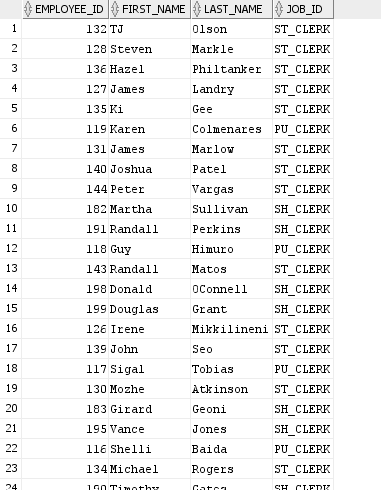 EMPLOYEE_ID FIRST_NAME LAST_NAME JOB_ID
1 132 TJ Olson ST_CLERK
2 128 Steven Markle ST_CLERK
3 136 Hazel Philtanker ST_CLERK
4 127 James Landry ST_CLERK
5 135 Ki Gee ST_CLERK
6 119 Karen Colmenares PU_CLERK
7 131 James Marlow ST_CLERK
8 140 Joshua Patel ST_CLERK
9 144 Peter Vargas ST_CLERK
10 182 Martha Sullivan SH_CLERK
11 191 Randall Perkins SH_CLERK
12 118 Guy Himuro PU_CLERK
13 143 Randall Matos ST_CLERK
14 198 Donald OConnell SH_CLERK
15 199 Douglas Grant SH_CLERK
16 126 Irene Mikkilineni ST_CLERK
17 139 John Seo ST_CLERK
18 117 Sigal Tobias PU_CLERK
19 130 Mozhe Atkinson ST_CLERK
20 183 Girard Geoni SH_CLERK
21 195 Vance Jones SH_CLERK
22 116 Shelli Baida PU_CLERK
23 134 Michael Rogers ST_CLERK
24 190 Timothy Gates SH_CLERK